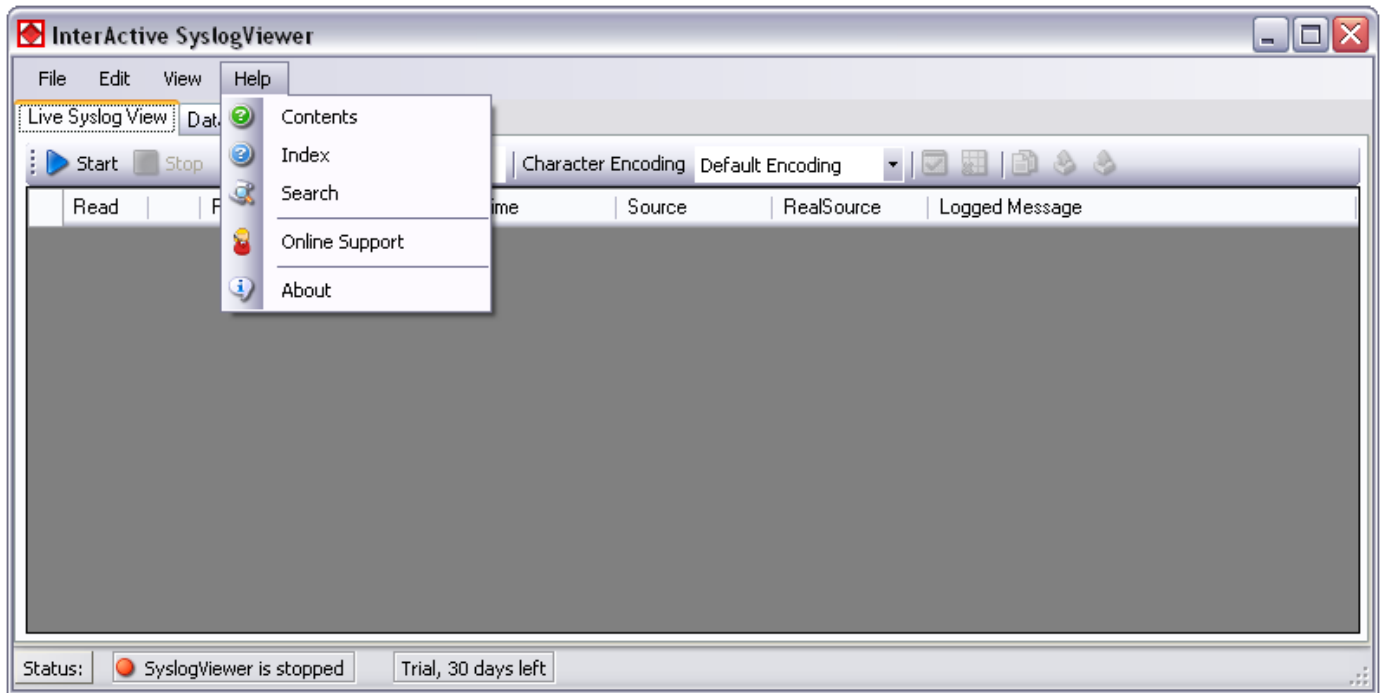 InterActive SyslogViewer
File Edit View Help
Live Syslog View
Contents
Index
Search
Online Support
About
Start Stop Character Encoding Default Encoding
Read Source RealSource Logged Message
Status: SyslogViewer is stopped Trial, 30 days left